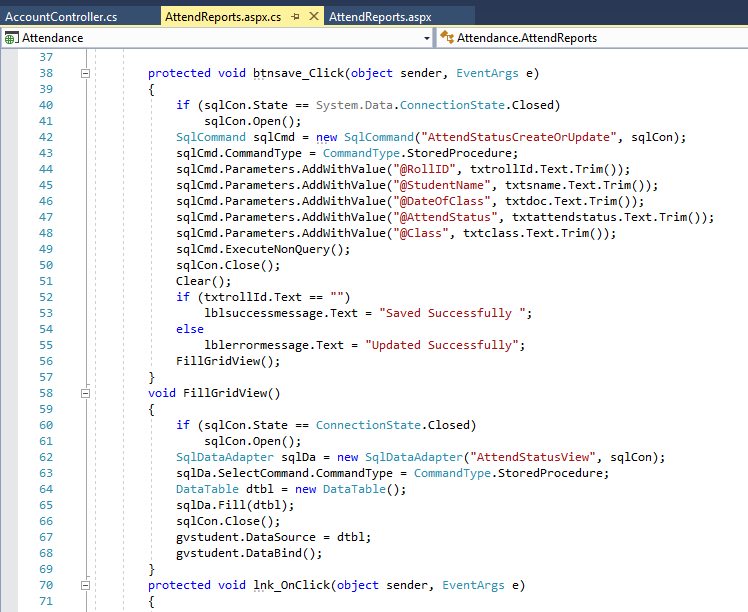 AccountController.cs AttendReports.aspx.cs AttendReports.aspx
Attendance Attendance.AttendReports
37
38 protected void btnsave_Click(object sender, EventArgs e)
39 {
40 if (sqlCon.State == System.Data.ConnectionState.Closed)
41 sqlCon.Open();
42 SqlCommand sqlCmd = new SqlCommand("AttendStatusCreateOrUpdate", sqlCon);
43 sqlCmd.CommandType = CommandType.StoredProcedure;
44 sqlCmd.Parameters.AddWithValue("@RollID", txtrollId.Text.Trim());
45 sqlCmd.Parameters.AddWithValue("@StudentName", txtsname.Text.Trim());
46 sqlCmd.Parameters.AddWithValue("@DateOfClass", txtdoc.Text.Trim());
47 sqlCmd.Parameters.AddWithValue("@AttendStatus", txtattendstatus.Text.Trim());
48 sqlCmd.Parameters.AddWithValue("@Class", txtclass.Text.Trim());
49 sqlCmd.ExecuteNonQuery();
50 sqlCon.Close();
51 Clear();
52 if (txtrollId.Text == "")
53 lblsuccessmessage.Text = "Saved Successfully ";
54 else
55 lblerrormessage.Text = "Updated Successfully";
56 FillGridView();
57 }
58 void FillGridView()
59 {
60 if (sqlCon.State == ConnectionState.Closed)
61 sqlCon.Open();
62 SqlDataAdapter sqlDa = new SqlDataAdapter("AttendStatusView", sqlCon);
63 sqlDa.SelectCommand.CommandType = CommandType.StoredProcedure;
64 DataTable dtbl = new DataTable();
65 sqlDa.Fill(dtbl);
66 sqlCon.Close();
67 gvstudent.DataSource = dtbl;
68 gvstudent.DataBind();
69 }
70 protected void lnk_OnClick(object sender, EventArgs e)
71 {